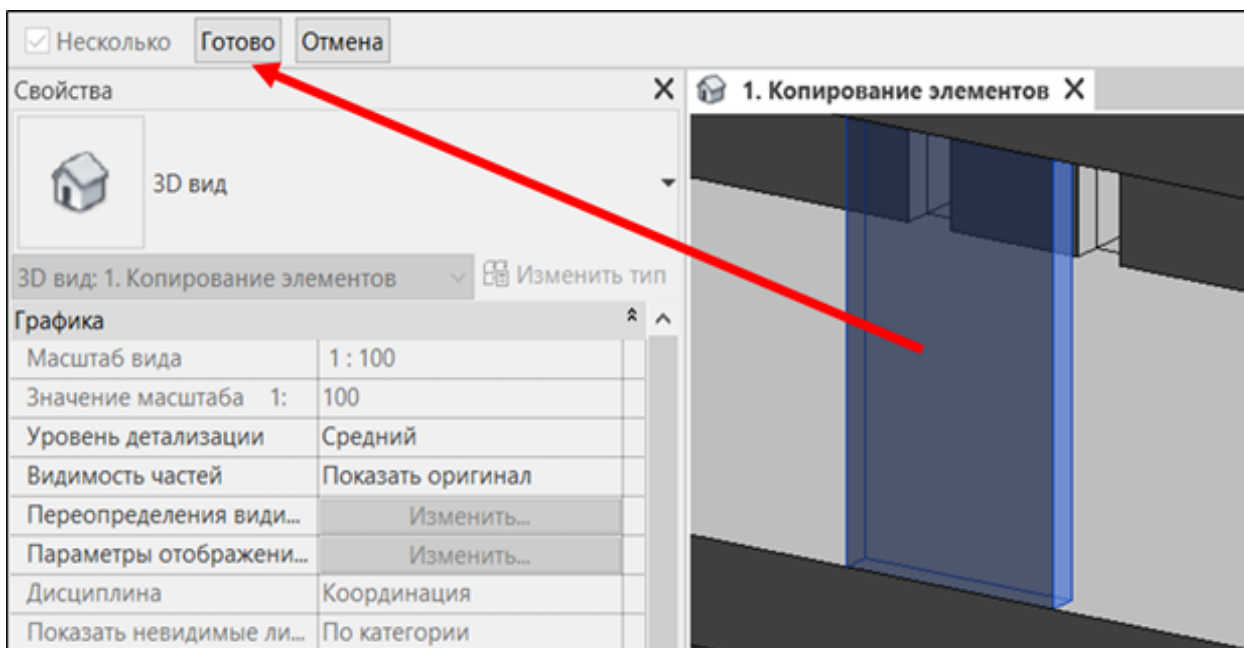 Несколько Готово Отмена
Свойства
1. Копирование элементов
3D вид
3D вид: 1. Копирование элементов Изменить тип
Графика
Масштаб вида 1 : 100
Значение масштаба 1: 100
Уровень детализации Средний
Видимость частей Показать оригинал
Переопределения види... Изменить...
Параметры отображени... Изменить...
Дисциплина Координация
Показать невидимые ли... По категории